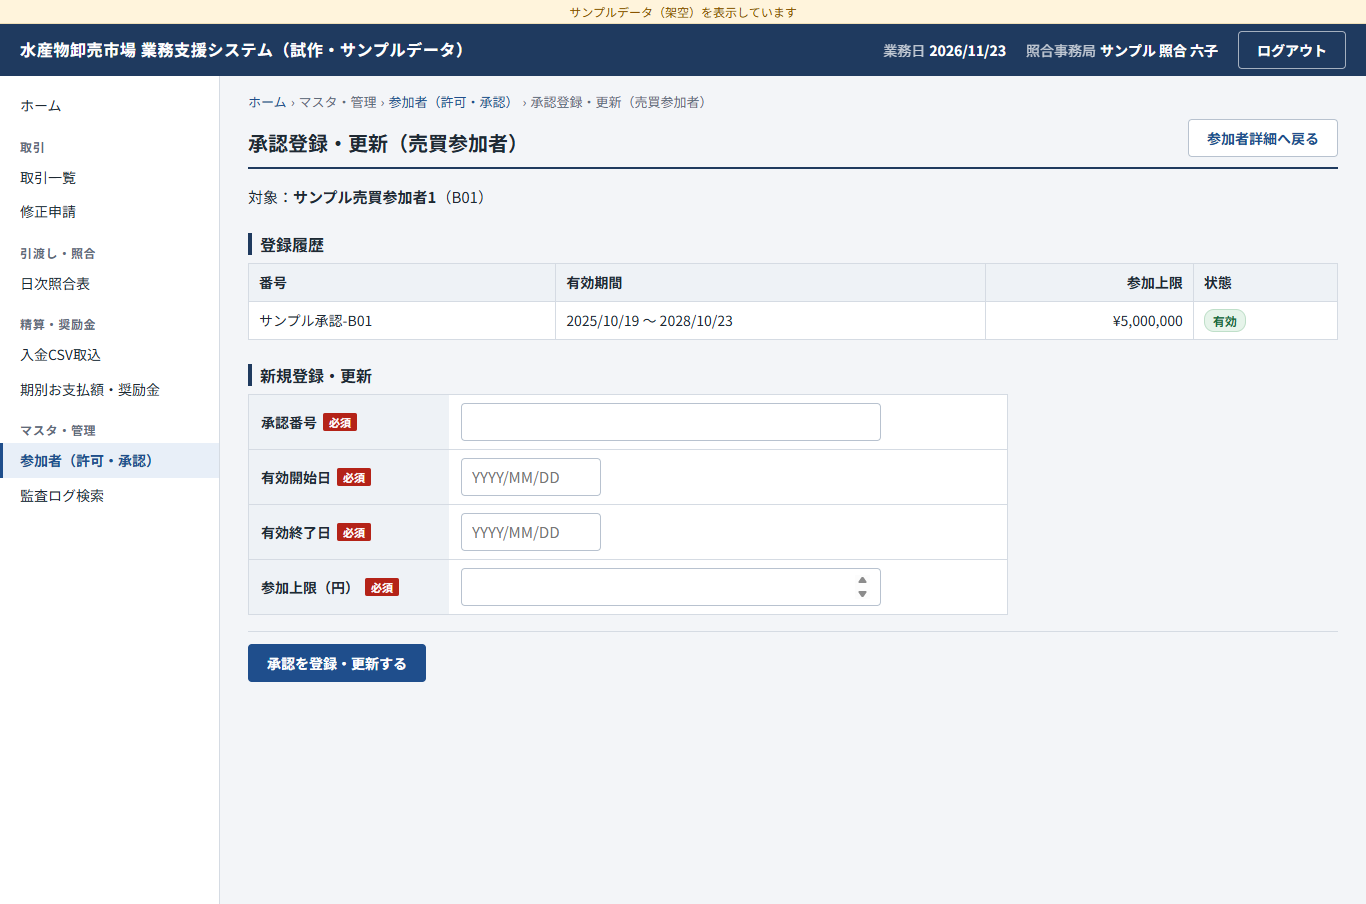 サンプルデータ（架空）を表示しています
水産物卸売市場 業務支援システム（試作・サンプルデータ）
業務日 2026/11/23 照合事務局 サンプル 照合 六子 ログアウト
ホーム
取引
取引一覧
修正申請
引渡し・照合
日次照合表
精算・奨励金
入金CSV取込
期別お支払額・奨励金
マスタ・管理
参加者（許可・承認）
監査ログ検索
ホーム › マスタ・管理 › 参加者（許可・承認） › 承認登録・更新（売買参加者）
承認登録・更新（売買参加者）
参加者詳細へ戻る
対象：サンプル売買参加者1（B01）
登録履歴
番号 有効期間 参加上限 状態
サンプル承認-B01 2025/10/19 〜 2028/10/23 ¥5,000,000 有効
新規登録・更新
承認番号 必須
有効開始日 必須 YYYY/MM/DD
有効終了日 必須 YYYY/MM/DD
参加上限（円） 必須
承認を登録・更新する